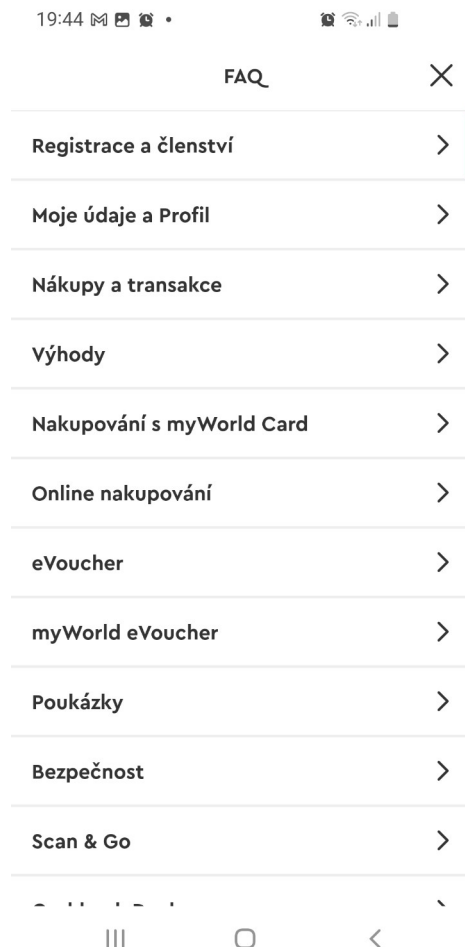 19:44
FAQ
Registrace a členství
Moje údaje a Profil
Nákupy a transakce
Výhody
Nakupování s myWorld Card
Online nakupování
eVoucher
myWorld eVoucher
Poukázky
Bezpečnost
Scan & Go